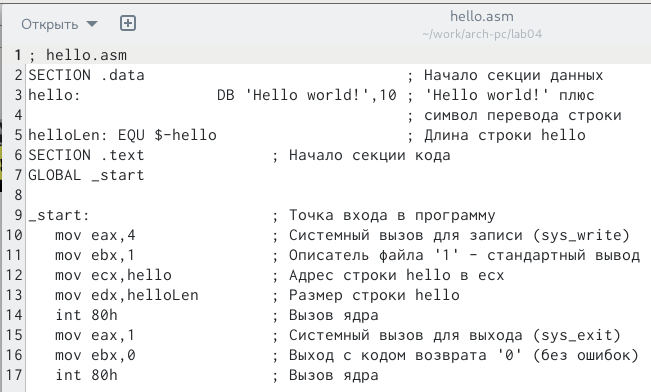 Открыть
hello.asm
~/work/arch-pc/lab04
1 ; hello.asm
2 SECTION .data ; Начало секции данных
3 hello: DB 'Hello world!',10 ; 'Hello world!' плюс
4 ; символ перевода строки
5 helloLen: EQU $-hello ; Длина строки hello
6 SECTION .text ; Начало секции кода
7 GLOBAL _start
8
9 _start: ; Точка входа в программу
10 mov eax,4 ; Системный вызов для записи (sys_write)
11 mov ebx,1 ; Описатель файла '1' - стандартный вывод
12 mov ecx,hello ; Адрес строки hello в ecx
13 mov edx,helloLen ; Размер строки hello
14 int 80h ; Вызов ядра
15 mov eax,1 ; Системный вызов для выхода (sys_exit)
16 mov ebx,0 ; Выход с кодом возврата '0' (без ошибок)
17 int 80h ; Вызов ядра